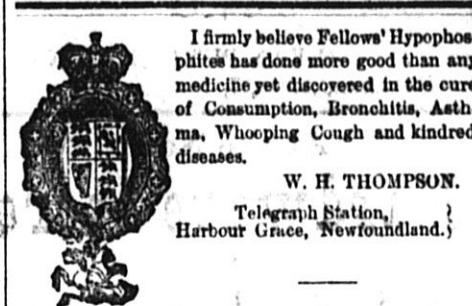 I firmly believe Fellows' Hypophos
phites has done more good than any
medicine yet discovered in the cure
of Consumption, Bronchitis, Asth
ma, Whooping Cough and kindred
diseases.
W. H. THOMPSON.
Telegraph Station, }
Harbour Grace, Newfoundland. }